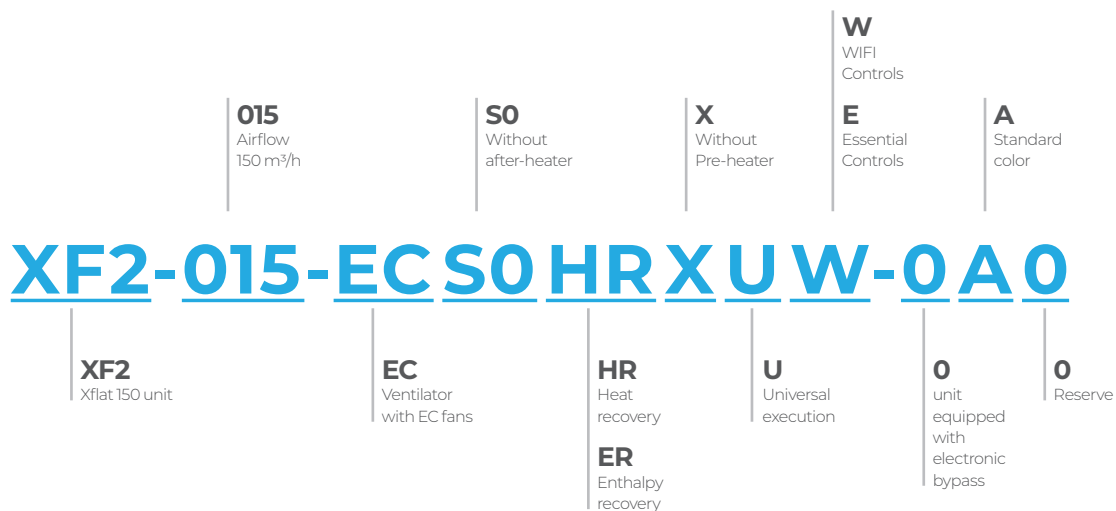 W
WIFI
Controls
015
Airflow
150 m³/h
S0
Without
after-heater
X
Without
Pre-heater
E
Essential
Controls
A
Standard
color
XF2-015-EC S0 HR X U W-0 A 0
XF2
Xflat 150 unit
EC
Ventilator
with EC fans
HR
Heat
recovery
ER
Enthalpy
recovery
U
Universal
execution
0
unit
equipped
with
electronic
bypass
0
Reserve